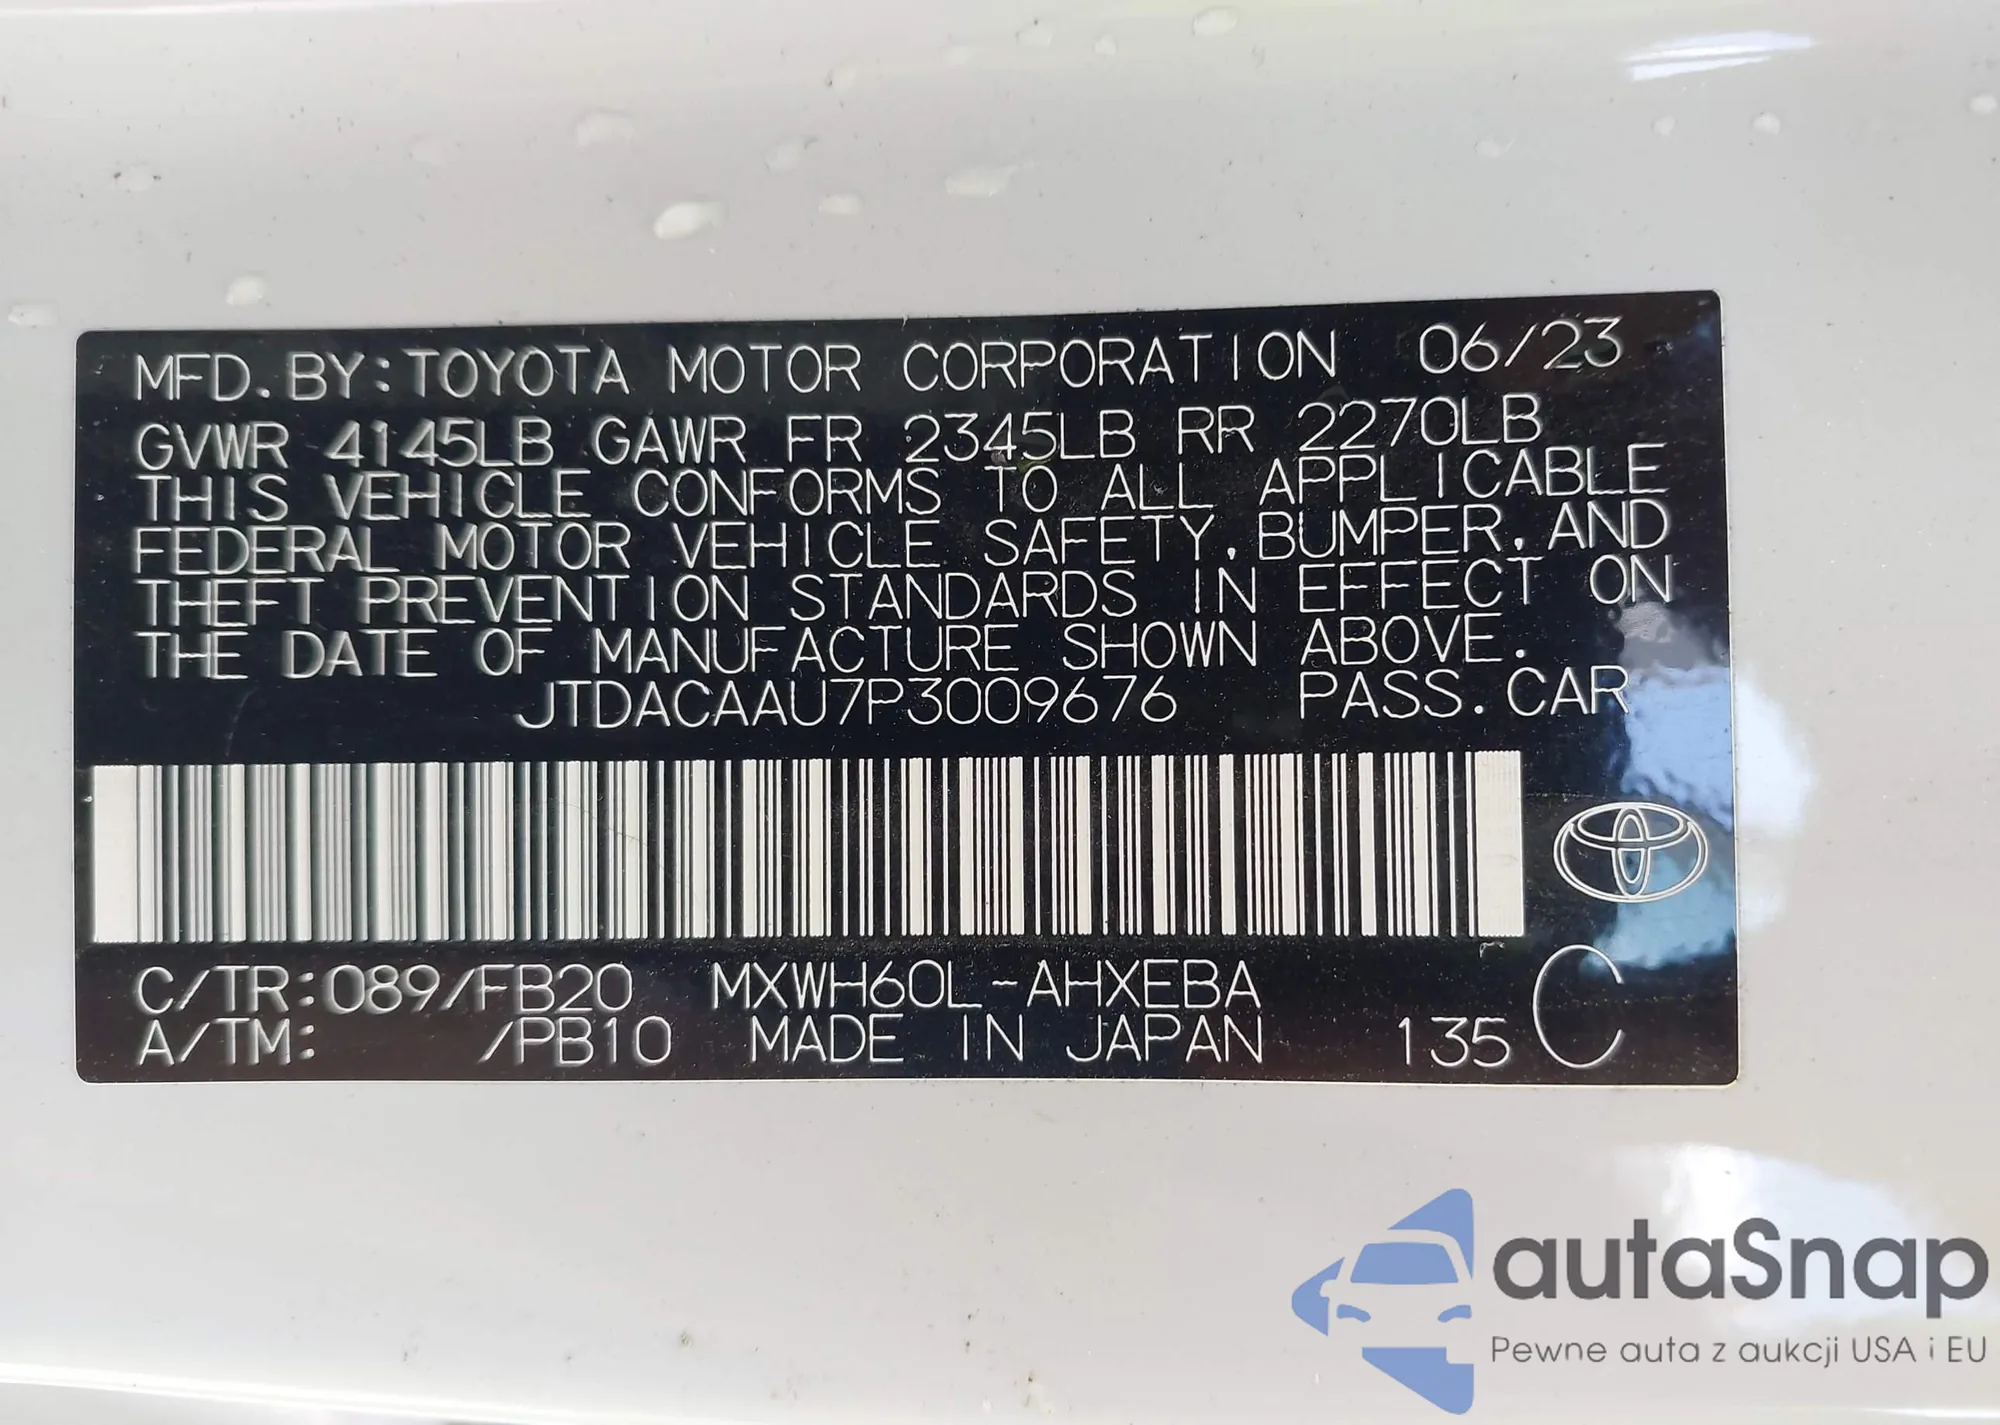 MFD. BY: TOYOTA MOTOR CORPORATION 06/23
GVWR 4145LB GAWR FR 2345LB RR 2270LB
THIS VEHICLE CONFORMS TO ALL APPLICABLE
FEDERAL MOTOR VEHICLE SAFETY, BUMPER, AND
THEFT PREVENTION STANDARDS IN EFFECT ON
THE DATE OF MANUFACTURE SHOWN ABOVE.
JTDACAAU7P3009676 PASS. CAR
C/TR: 089/FB20 MXWH60L-AHXEBA
A/TM: /PB10 MADE IN JAPAN 135 C
autaSnap
Pewne auta z aukcji USA i EU